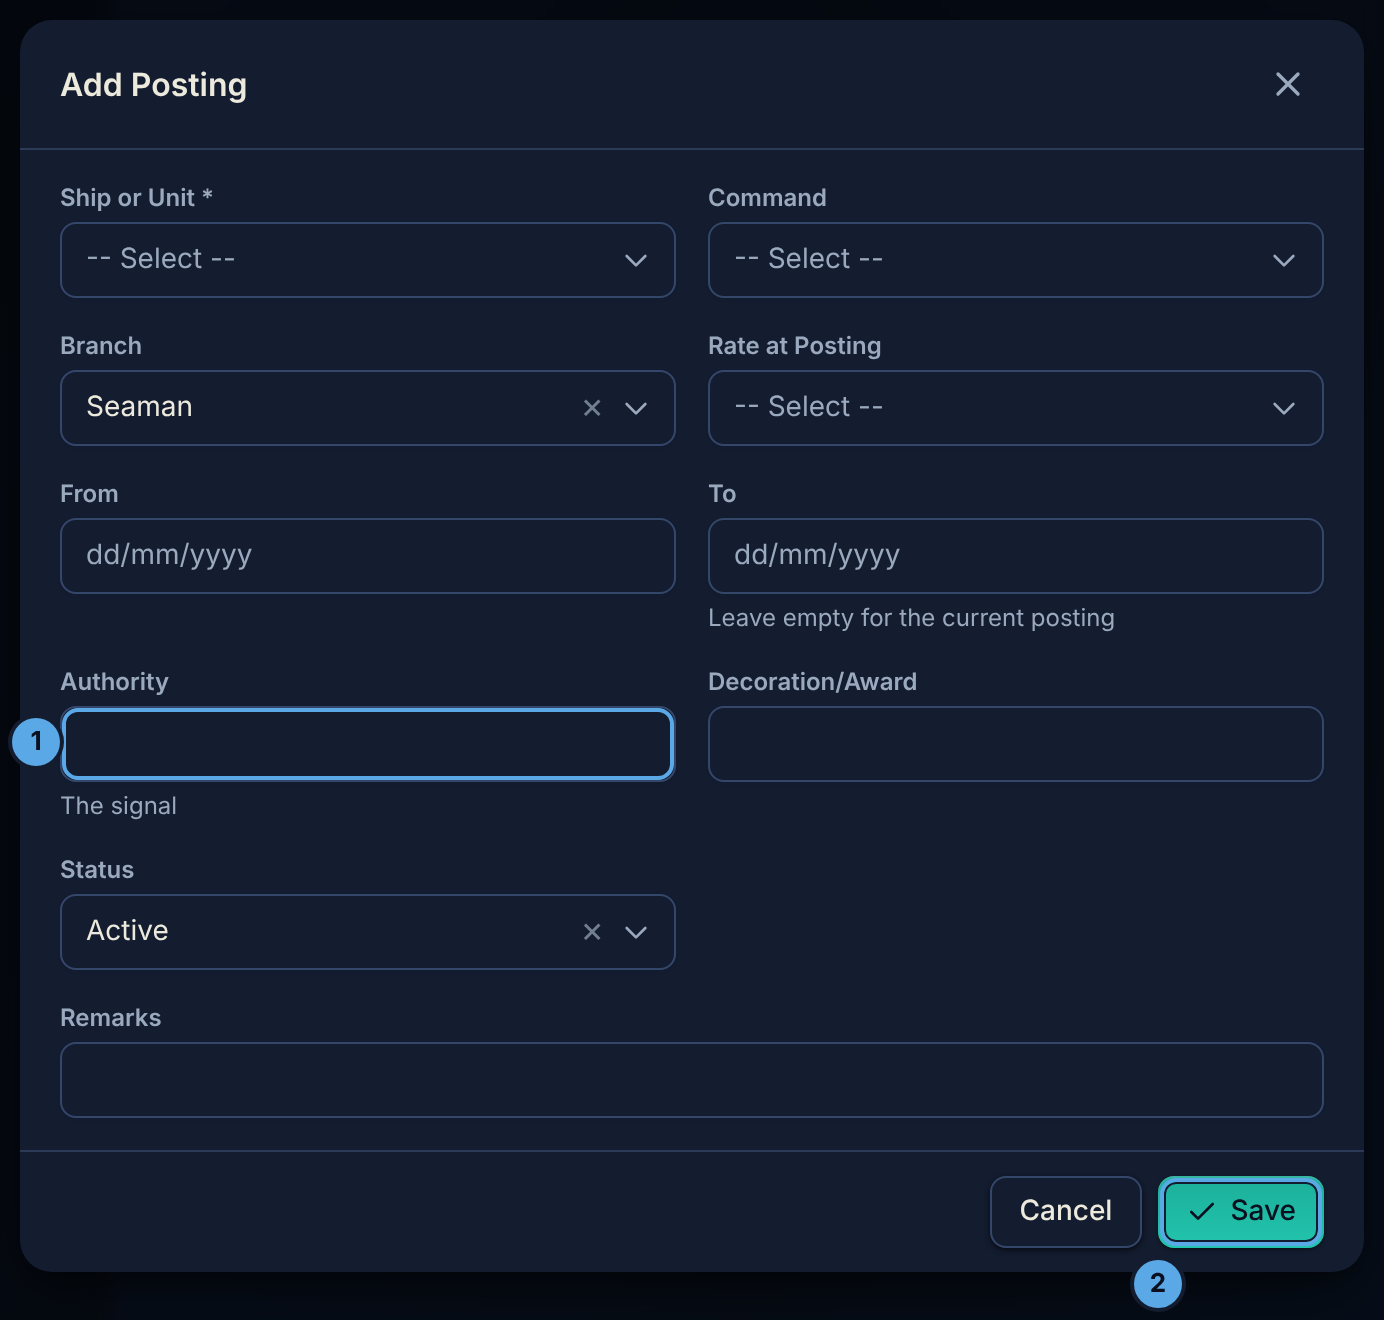 Add Posting
Ship or Unit *
Command
-- Select --
-- Select --
Branch
Rate at Posting
Seaman
-- Select --
From
To
dd/mm/yyyy
dd/mm/yyyy
Leave empty for the current posting
Authority
Decoration/Award
1
The signal
Status
Active
Remarks
Cancel
Save
2